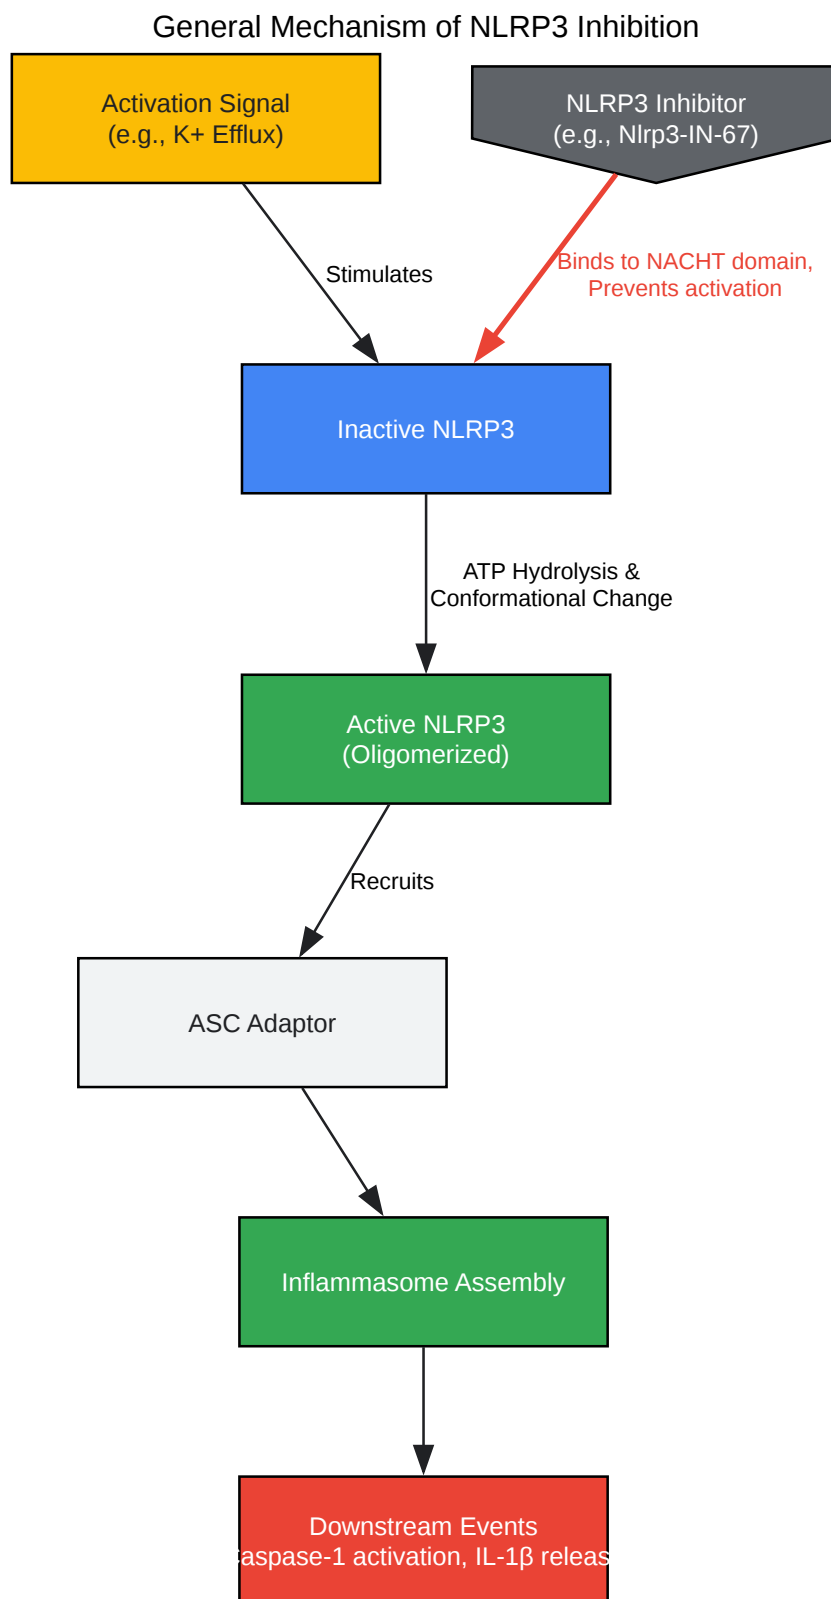 General Mechanism of NLRP3 Inhibition
Activation Signal
(e.g., K+ Efflux)
NLRP3 Inhibitor
(e.g., Nlrp3-IN-67)
Stimulates
Binds to NACHT domain,
Prevents activation
Inactive NLRP3
ATP Hydrolysis &
Conformational Change
Active NLRP3
(Oligomerized)
Recruits
ASC Adaptor
Inflammasome Assembly
Downstream Events
Caspase-1 activation, IL-1β releas